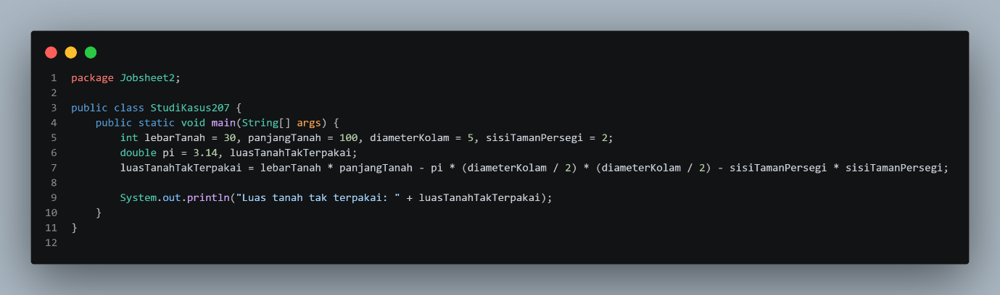 1 package Jobsheet2;
2
3 public class StudiKasus207 {
4     public static void main(String[] args) {
5         int lebarTanah = 30, panjangTanah = 100, diameterKolam = 5, sisiTamanPersegi = 2;
6         double pi = 3.14, luasTanahTakTerpakai;
7         luasTanahTakTerpakai = lebarTanah * panjangTanah - pi * (diameterKolam / 2) * (diameterKolam / 2) - sisiTamanPersegi * sisiTamanPersegi;
8
9         System.out.println("Luas tanah tak terpakai: " + luasTanahTakTerpakai);
10     }
11 }
12